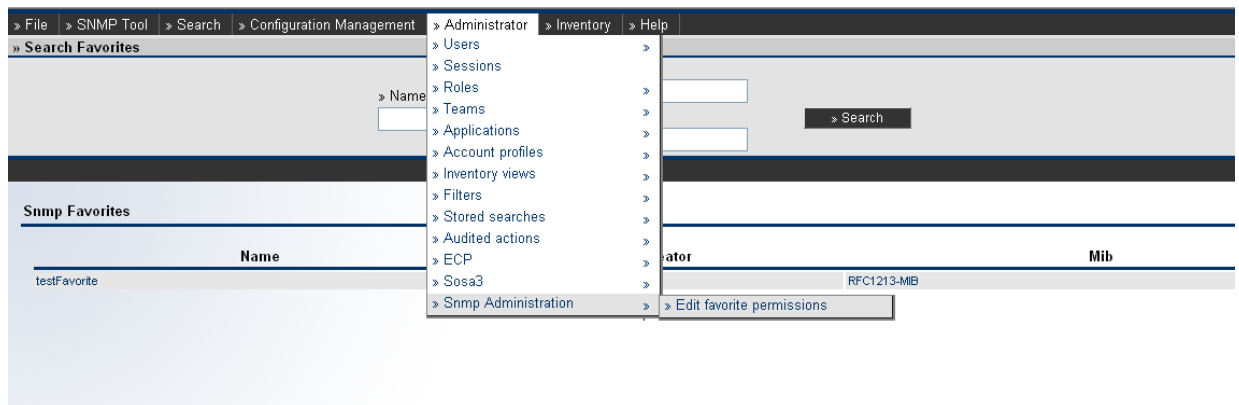 » File » SNMP Tool » Search » Configuration Management » Administrator » Inventory » Help
» Search Favorites
» Name
» Search
» Users »
» Sessions
» Roles »
» Teams »
» Applications »
» Account profiles »
» Inventory views »
» Filters »
» Stored searches »
» Audited actions »
» ECP »
» Sosa3 »
» Snmp Administration »
» Edit favorite permissions
Snmp Favorites
Name eator Mib
testFavorite RFC1213-MIB